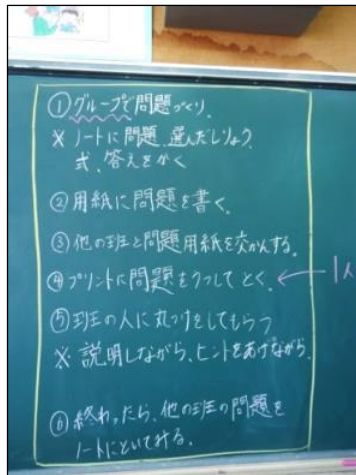 ①グループで問題づくり。
※ ノートに問題、選んだしりょう
式、答えをかく
②用紙に問題を書く。
③他の班と問題用紙を交かんする。
④プリントに問題をうつしてとく。←1人
⑤班の人に丸つけをしてもらう
※ 説明しながら、ヒントをあげながら。
⑥終わったら、他の班の問題を
ノートにといてみる。